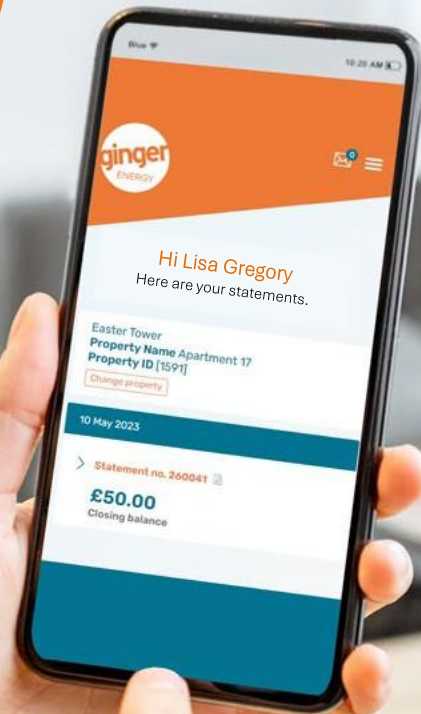 Blue
10:20 AM
ginger
ENERGY
0
Hi Lisa Gregory
Here are your statements.
Easter Tower
Property Name Apartment 17
Property ID [1591]
Change property
10 May 2023
Statement no. 260041
£50.00
Closing balance